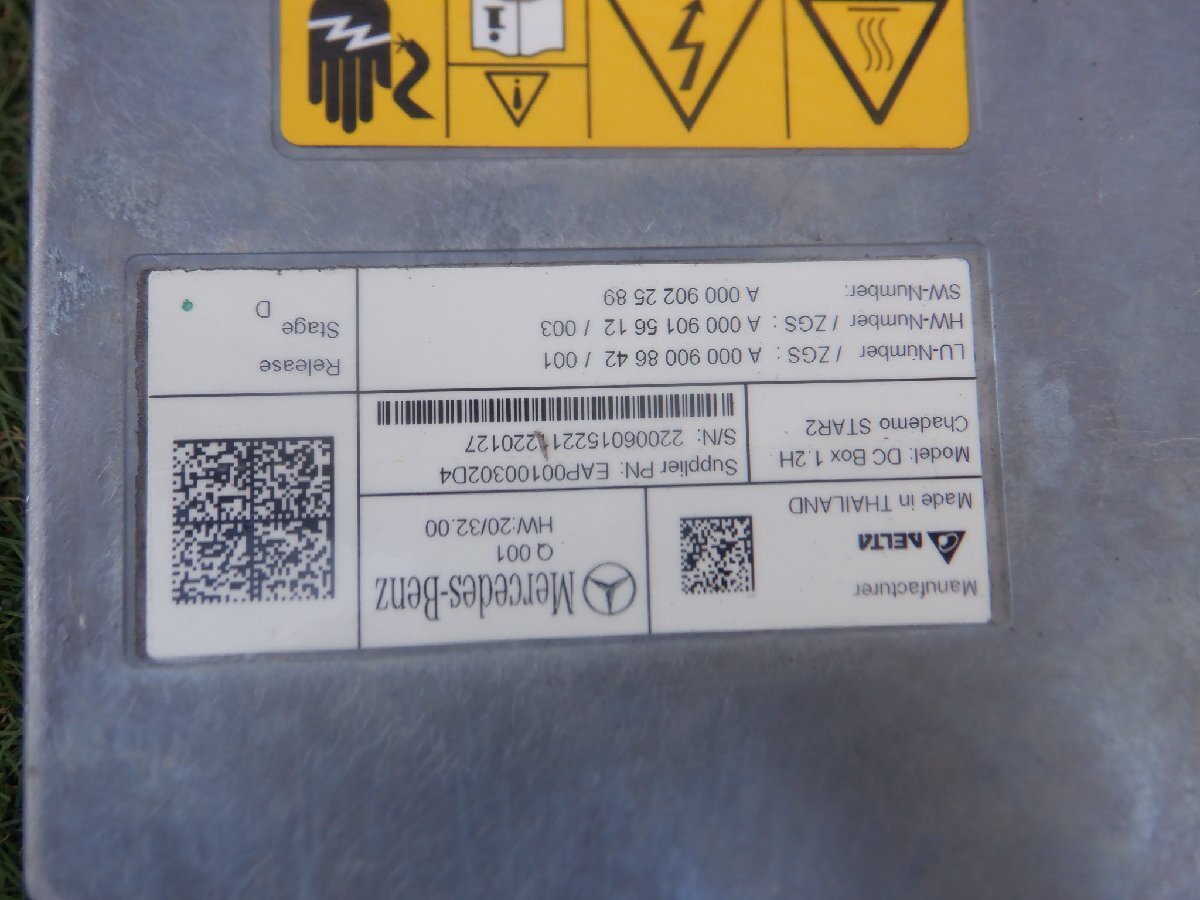 Manufacturer
DELTA
Made in THAILAND
Mercedes-Benz
Q 001
HW:20/32.00
Model: DC Box 1.2H
Chademo STAR2
Supplier PN: EAP00100302D4
S/N:
LU-Number / ZGS : A 000 900 86 42 / 001
HW-Number / ZGS : A 000 901 56 12 / 003
SW-Number: A 000 902 25 89
Release
Stage
D